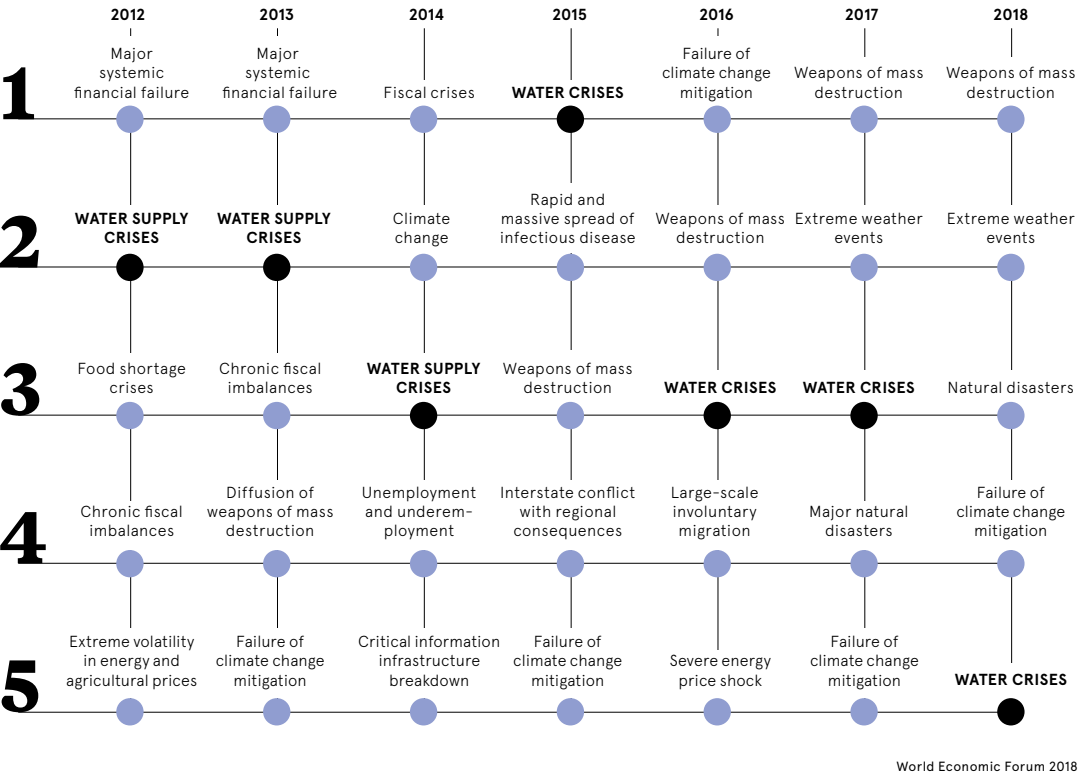 2012 2013 2014 2015 2016 2017 2018
1
Major
systemic
financial failure
Major
systemic
financial failure
Fiscal crises
WATER CRISES
Failure of
climate change
mitigation
Weapons of mass
destruction
Weapons of mass
destruction
2
WATER SUPPLY
CRISES
WATER SUPPLY
CRISES
Climate
change
Rapid and
massive spread of
infectious disease
Weapons of mass
destruction
Extreme weather
events
Extreme weather
events
3
Food shortage
crises
Chronic fiscal
imbalances
WATER SUPPLY
CRISES
Weapons of mass
destruction
WATER CRISES
WATER CRISES
Natural disasters
4
Chronic fiscal
imbalances
Diffusion of
weapons of mass
destruction
Unemployment
and underem-
ployment
Interstate conflict
with regional
consequences
Large-scale
involuntary
migration
Major natural
disasters
Failure of
climate change
mitigation
5
Extreme volatility
in energy and
agricultural prices
Failure of
climate change
mitigation
Critical information
infrastructure
breakdown
Failure of
climate change
mitigation
Severe energy
price shock
Failure of
climate change
mitigation
WATER CRISES
World Economic Forum 2018